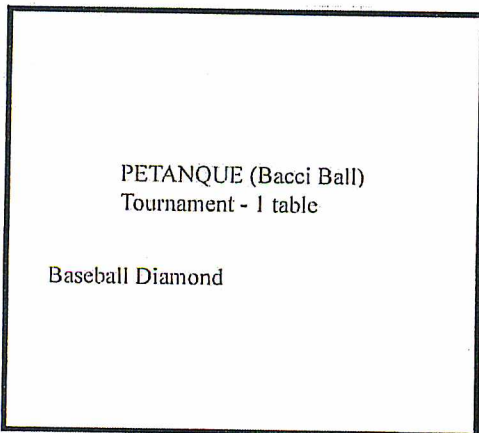 PETANQUE (Bacci Ball)
Tournament - 1 table
Baseball Diamond